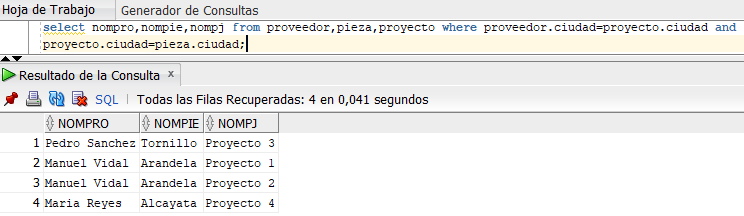 Hoja de Trabajo Generador de Consultas
select nompro,nompie,nompj from proveedor,pieza,proyecto where proveedor.ciudad=proyecto.ciudad and
proyecto.ciudad=pieza.ciudad;
Resultado de la Consulta x
SQL | Todas las Filas Recuperadas: 4 en 0,041 segundos
NOMPRO NOMPIE NOMPJ
1 Pedro Sanchez Tornillo Proyecto 3
2 Manuel Vidal Arandela Proyecto 1
3 Manuel Vidal Arandela Proyecto 2
4 Maria Reyes Alcayata Proyecto 4